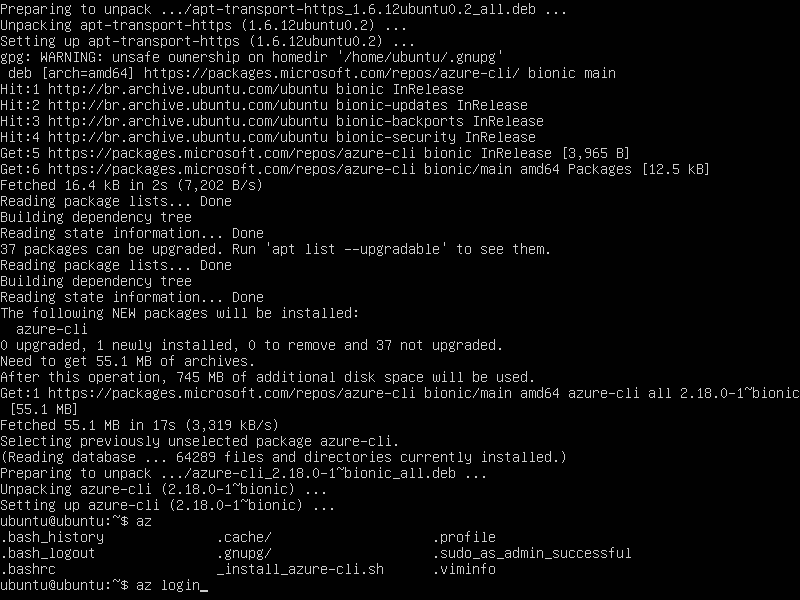 Preparing to unpack .../apt-transport-https_1.6.12ubuntu0.2_all.deb ...
Unpacking apt-transport-https (1.6.12ubuntu0.2) ...
Setting up apt-transport-https (1.6.12ubuntu0.2) ...
gpg: WARNING: unsafe ownership on homedir '/home/ubuntu/.gnupg'
 deb [arch=amd64] https://packages.microsoft.com/repos/azure-cli/ bionic main
Hit:1 http://br.archive.ubuntu.com/ubuntu bionic InRelease
Hit:2 http://br.archive.ubuntu.com/ubuntu bionic-updates InRelease
Hit:3 http://br.archive.ubuntu.com/ubuntu bionic-backports InRelease
Hit:4 http://br.archive.ubuntu.com/ubuntu bionic-security InRelease
Get:5 https://packages.microsoft.com/repos/azure-cli bionic InRelease [3,965 B]
Get:6 https://packages.microsoft.com/repos/azure-cli bionic/main amd64 Packages [12.5 kB]
Fetched 16.4 kB in 2s (7,202 B/s)
Reading package lists... Done
Building dependency tree
Reading state information... Done
37 packages can be upgraded. Run 'apt list --upgradable' to see them.
Reading package lists... Done
Building dependency tree
Reading state information... Done
The following NEW packages will be installed:
  azure-cli
0 upgraded, 1 newly installed, 0 to remove and 37 not upgraded.
Need to get 55.1 MB of archives.
After this operation, 745 MB of additional disk space will be used.
Get:1 https://packages.microsoft.com/repos/azure-cli bionic/main amd64 azure-cli all 2.18.0-1~bionic
 [55.1 MB]
Fetched 55.1 MB in 17s (3,319 kB/s)
Selecting previously unselected package azure-cli.
(Reading database ... 64289 files and directories currently installed.)
Preparing to unpack .../azure-cli_2.18.0-1~bionic_all.deb ...
Unpacking azure-cli (2.18.0-1~bionic) ...
Setting up azure-cli (2.18.0-1~bionic) ...
ubuntu@ubuntu:~$ az
.bash_history .cache/ .profile
.bash_logout .gnupg/ .sudo_as_admin_successful
.bashrc _install_azure-cli.sh .viminfo
ubuntu@ubuntu:~$ az login_